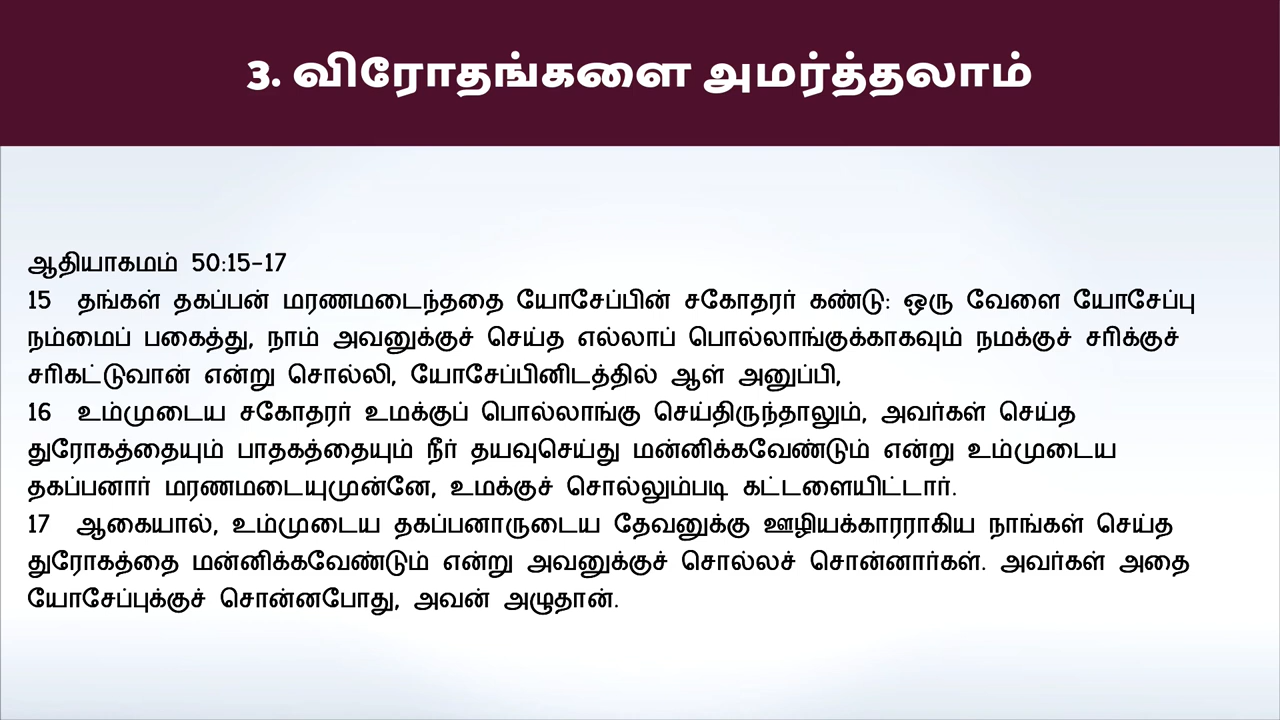 3. விரோதங்களை அமர்த்தலாம்
ஆதியாகமம் 50:15-17
15 தங்கள் தகப்பன் மரணமடைந்ததை யோசேப்பின் சகோதரர் கண்டு: ஒரு வேளை யோசேப்பு
நம்மைப் பகைத்து, நாம் அவனுக்குச் செய்த எல்லாப் பொல்லாங்குக்காகவும் நமக்குச் சரிக்குச்
சரிகட்டுவான் என்று சொல்லி, யோசேப்பினிடத்தில் ஆள் அனுப்பி,
16 உம்முடைய சகோதரர் உமக்குப் பொல்லாங்கு செய்திருந்தாலும், அவர்கள் செய்த
துரோகத்தையும் பாதகத்தையும் நீர் தயவுசெய்து மன்னிக்கவேண்டும் என்று உம்முடைய
தகப்பனார் மரணமடையுமுன்னே, உமக்குச் சொல்லும்படி கட்டளையிட்டார்.
17 ஆகையால், உம்முடைய தகப்பனாருடைய தேவனுக்கு ஊழியக்காரராகிய நாங்கள் செய்த
துரோகத்தை மன்னிக்கவேண்டும் என்று அவனுக்குச் சொல்லச் சொன்னார்கள். அவர்கள் அதை
யோசேப்புக்குச் சொன்னபோது, அவன் அழுதான்.